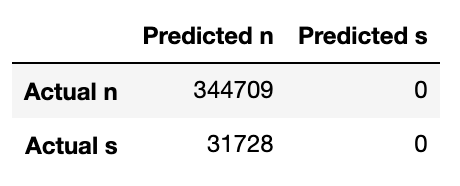 Predicted n Predicted s
Actual n 344709 0
Actual s 31728 0